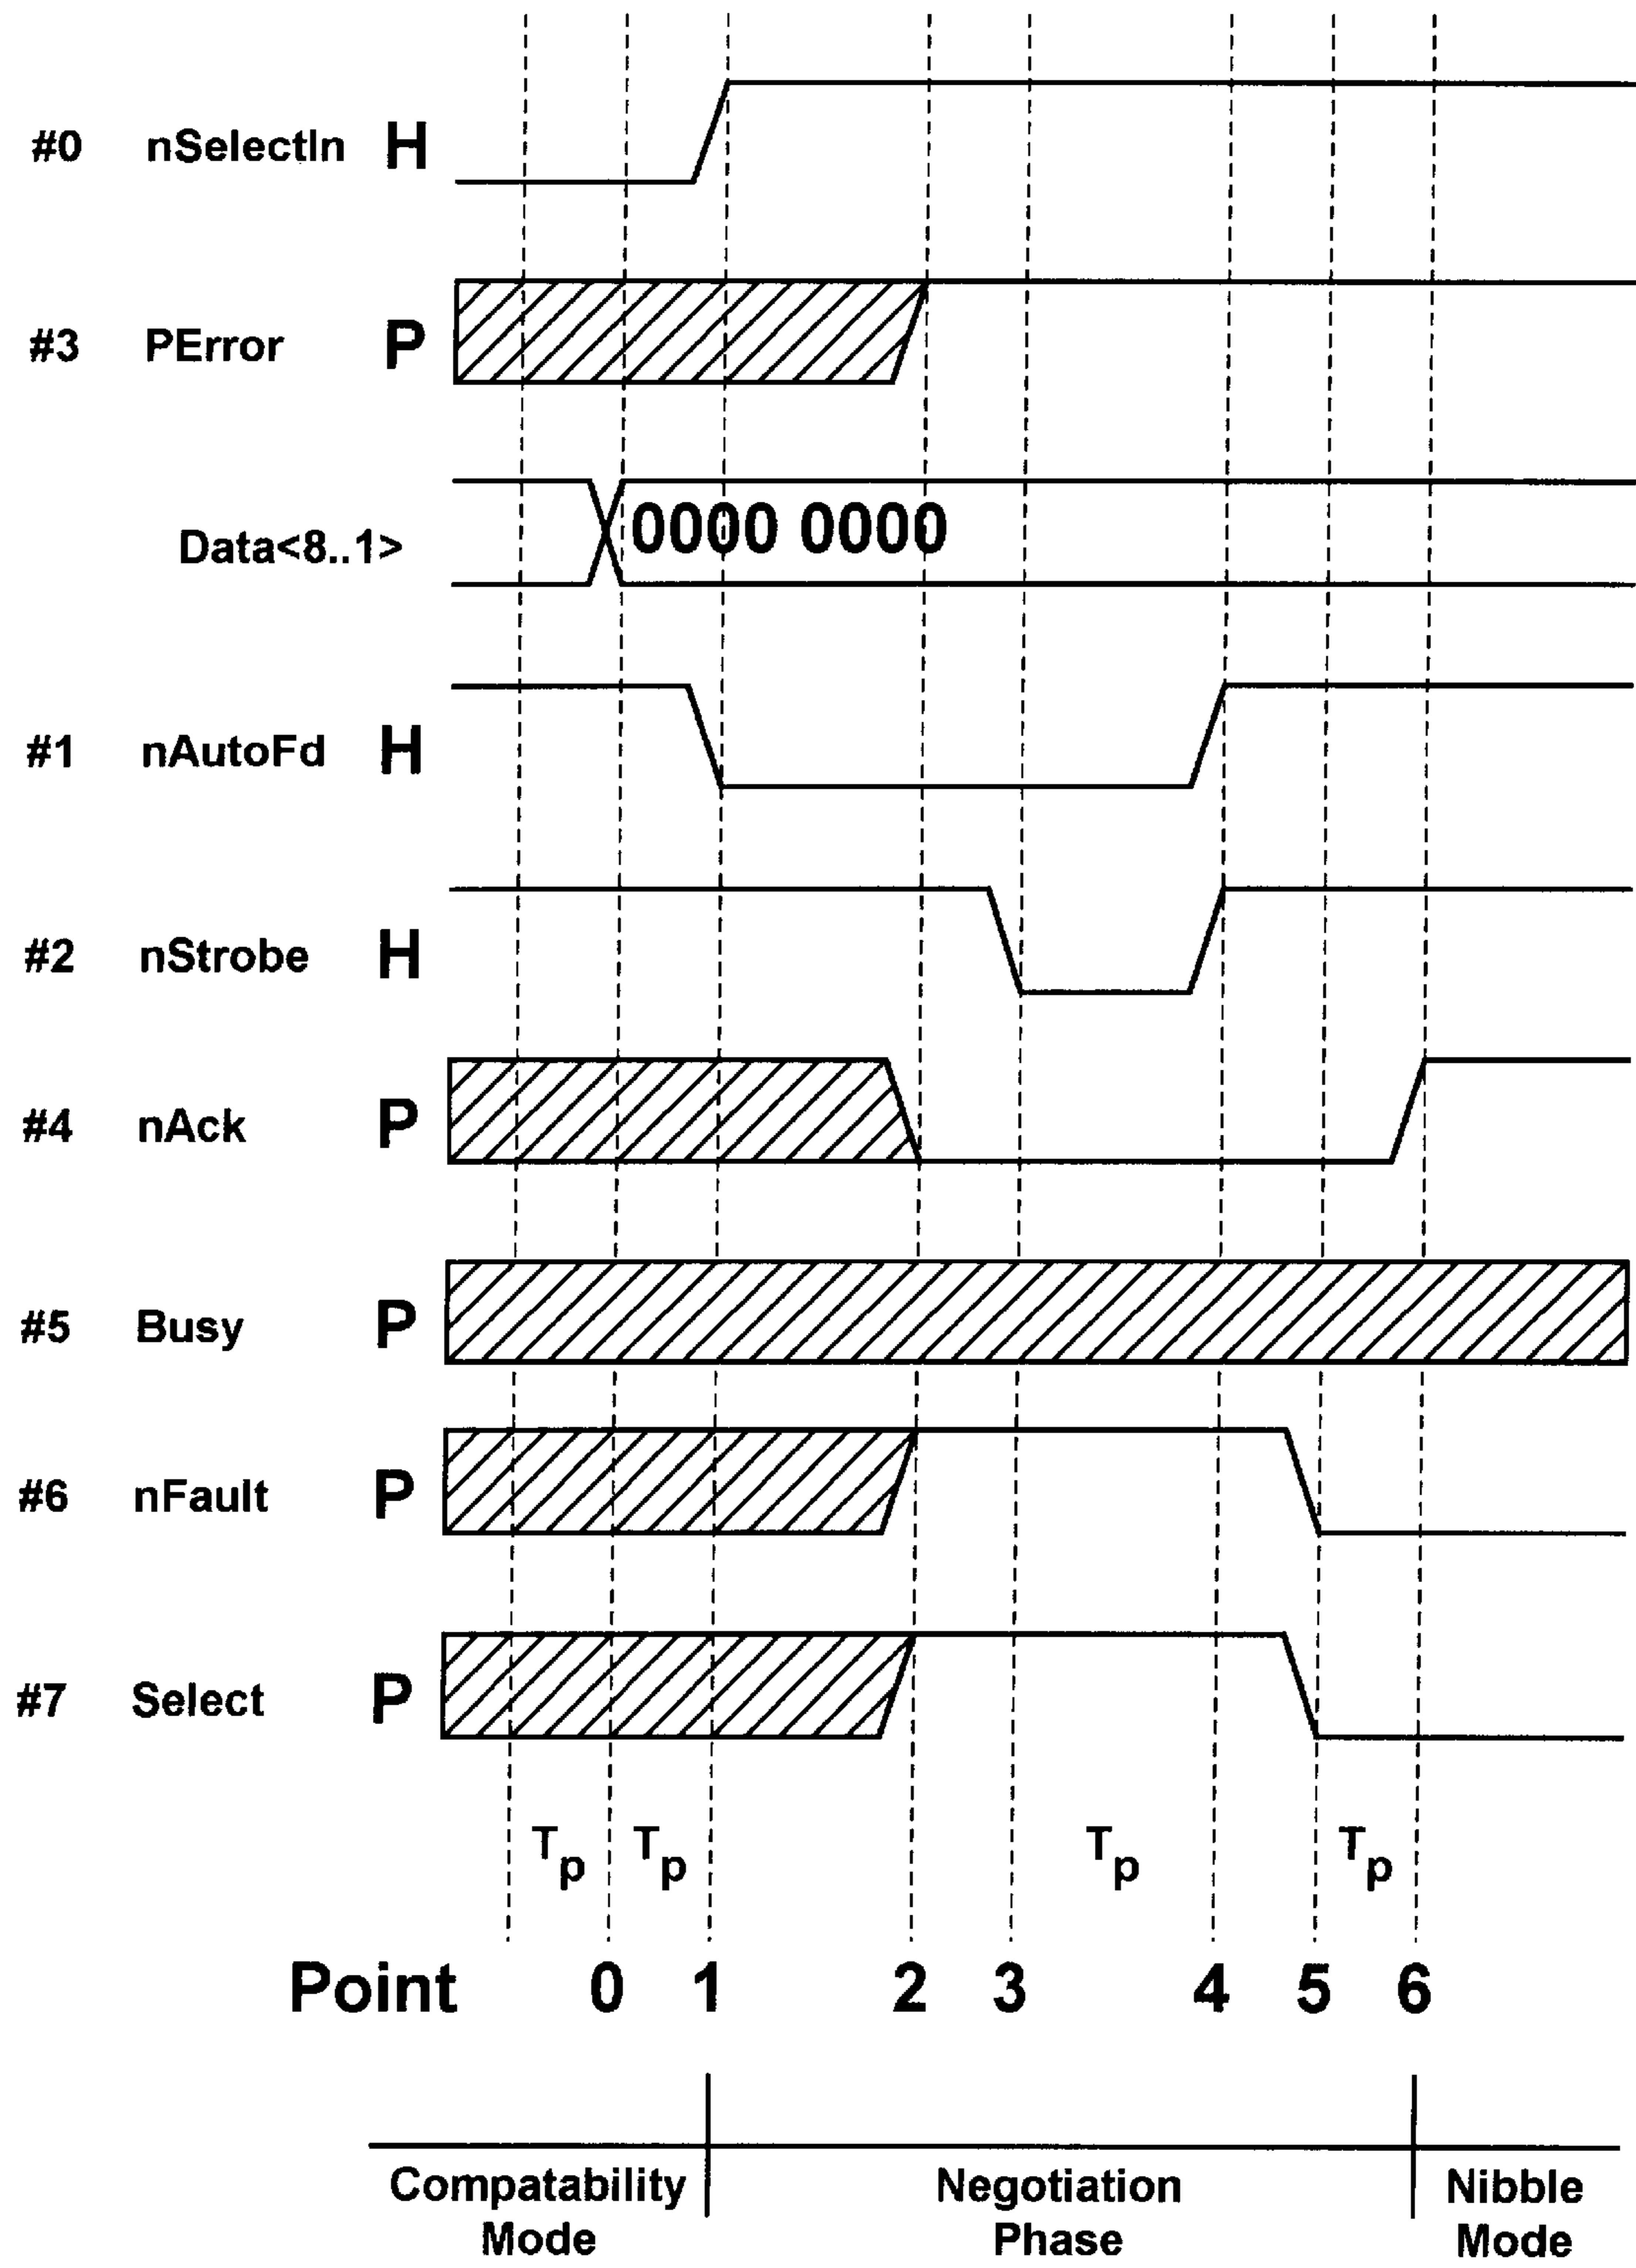 #0 nSelectIn H
#3 PError P
Data<8..1> 0000 0000
#1 nAutoFd H
#2 nStrobe H
#4 nAck P
#5 Busy P
#6 nFault P
#7 Select P
Tp Tp Tp Tp
Point 0 1 2 3 4 5 6
Compatability Mode
Negotiation Phase
Nibble Mode